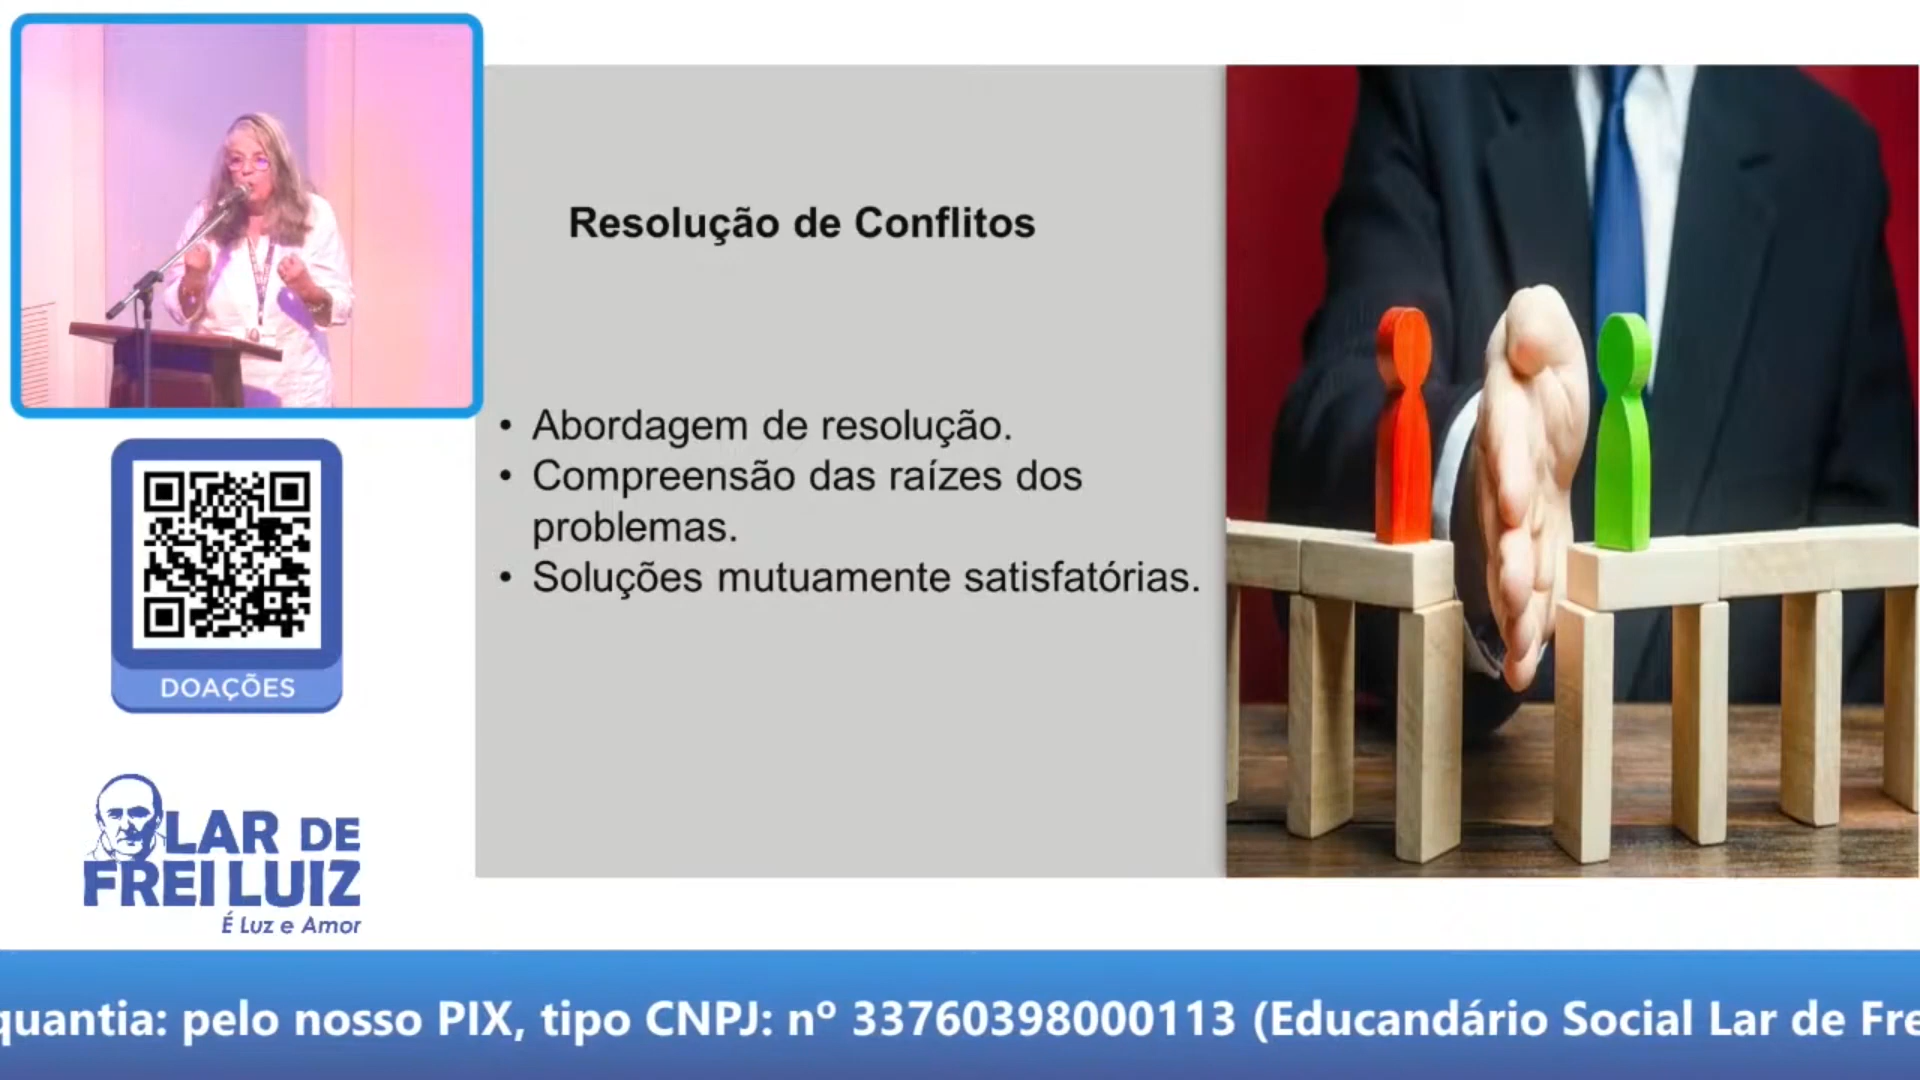 Resolução de Conflitos
• Abordagem de resolução.
• Compreensão das raízes dos
problemas.
• Soluções mutuamente satisfatórias.
DOAÇÕES
LAR DE
FREI LUIZ
É Luz e Amor
quantia: pelo nosso PIX, tipo CNPJ: nº 33760398000113 (Educandário Social Lar de Fre